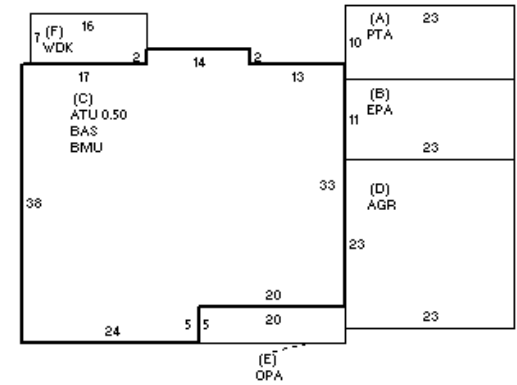 (A) 23
10 PTA
16
7 (F)
WDK
2 14 2
17 13
(B)
11 EPA
23
(C)
ATU 0.50
BAS
BMU
33
(D)
AGR
38
23
20
5 5 20
24
23
(E)
OPA